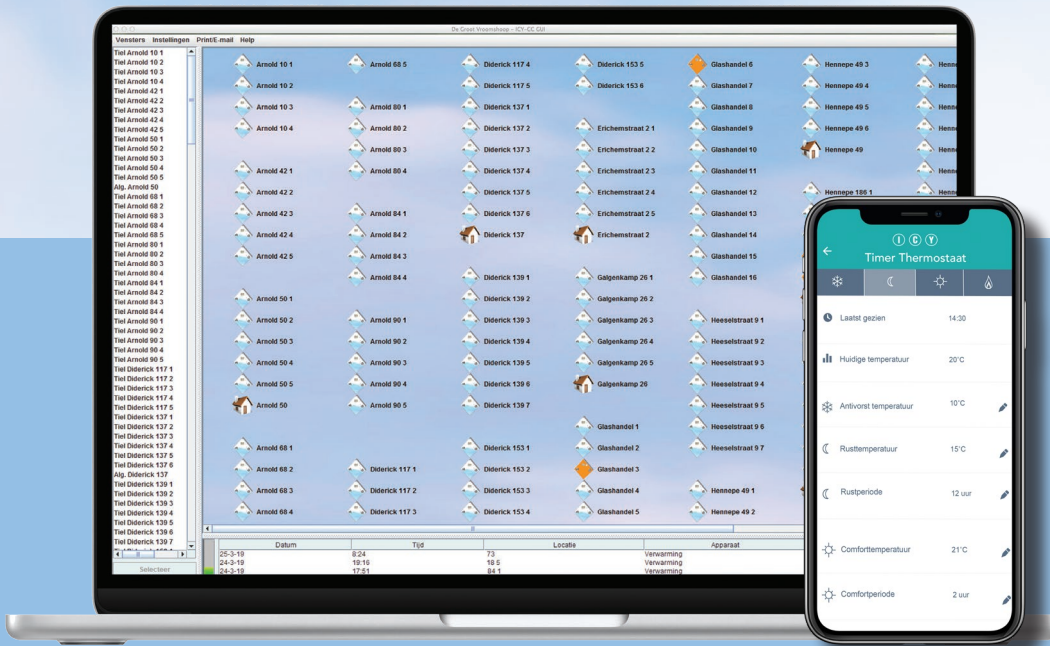 De Groot Vroomshoop - ICY-CC GUI
Vensters Instellingen Print/E-mail Help
Tiel Arnold 10 1
Tiel Arnold 10 2
Tiel Arnold 10 3
Tiel Arnold 10 4
Tiel Arnold 42 1
Tiel Arnold 42 2
Tiel Arnold 42 3
Tiel Arnold 42 4
Tiel Arnold 42 5
Tiel Arnold 50 1
Tiel Arnold 50 2
Tiel Arnold 50 3
Tiel Arnold 50 4
Tiel Arnold 50 5
Alg. Arnold 50
Tiel Arnold 68 1
Tiel Arnold 68 2
Tiel Arnold 68 3
Tiel Arnold 68 4
Tiel Arnold 68 5
Tiel Arnold 80 1
Tiel Arnold 80 2
Tiel Arnold 80 3
Tiel Arnold 80 4
Tiel Arnold 84 1
Tiel Arnold 84 2
Tiel Arnold 84 3
Tiel Arnold 84 4
Tiel Arnold 90 1
Tiel Arnold 90 2
Tiel Arnold 90 3
Tiel Arnold 90 4
Tiel Arnold 90 5
Tiel Diderick 117 1
Tiel Diderick 117 2
Tiel Diderick 117 3
Tiel Diderick 117 4
Tiel Diderick 117 5
Tiel Diderick 137 1
Tiel Diderick 137 2
Tiel Diderick 137 3
Tiel Diderick 137 4
Tiel Diderick 137 5
Tiel Diderick 137 6
Alg. Diderick 137
Tiel Diderick 139 1
Tiel Diderick 139 2
Tiel Diderick 139 3
Tiel Diderick 139 4
Tiel Diderick 139 5
Tiel Diderick 139 6
Tiel Diderick 139 7
Selecteer
Arnold 10 1
Arnold 10 2
Arnold 10 3
Arnold 10 4
Arnold 42 1
Arnold 42 2
Arnold 42 3
Arnold 42 4
Arnold 42 5
Arnold 50 1
Arnold 50 2
Arnold 50 3
Arnold 50 4
Arnold 50 5
Arnold 50
Arnold 68 1
Arnold 68 2
Arnold 68 3
Arnold 68 4
Arnold 68 5
Arnold 80 1
Arnold 80 2
Arnold 80 3
Arnold 80 4
Arnold 84 1
Arnold 84 2
Arnold 84 3
Arnold 84 4
Arnold 90 1
Arnold 90 2
Arnold 90 3
Arnold 90 4
Arnold 90 5
Diderick 117 1
Diderick 117 2
Diderick 117 3
Diderick 117 4
Diderick 117 5
Diderick 137 1
Diderick 137 2
Diderick 137 3
Diderick 137 4
Diderick 137 5
Diderick 137 6
Diderick 137
Diderick 139 1
Diderick 139 2
Diderick 139 3
Diderick 139 4
Diderick 139 5
Diderick 139 6
Diderick 139 7
Diderick 153 1
Diderick 153 2
Diderick 153 3
Diderick 153 4
Diderick 153 5
Diderick 153 6
Erichemstraat 2 1
Erichemstraat 2 2
Erichemstraat 2 3
Erichemstraat 2 4
Erichemstraat 2 5
Erichemstraat 2
Galgenkamp 26 1
Galgenkamp 26 2
Galgenkamp 26 3
Galgenkamp 26 4
Galgenkamp 26 5
Galgenkamp 26
Glashandel 1
Glashandel 2
Glashandel 3
Glashandel 4
Glashandel 5
Glashandel 6
Glashandel 7
Glashandel 8
Glashandel 9
Glashandel 10
Glashandel 11
Glashandel 12
Glashandel 13
Glashandel 14
Glashandel 15
Glashandel 16
Heeselstraat 9 1
Heeselstraat 9 2
Heeselstraat 9 3
Heeselstraat 9 4
Heeselstraat 9 5
Heeselstraat 9 6
Heeselstraat 9 7
Hennepe 49 1
Hennepe 49 2
Hennepe 49 3
Hennepe 49 4
Hennepe 49 5
Hennepe 49 6
Hennepe 49
Hennepe 186 1
Datum Tijd Locatie Apparaat
25-3-19 8:24 73 Verwarming
24-3-19 19:16 18 5 Verwarming
24-3-19 17:51 84 1 Verwarming
ICY
Timer Thermostaat
Laatst gezien 14:30
Huidige temperatuur 20°C
Antivorst temperatuur 10°C
Rusttemperatuur 15°C
Rustperiode 12 uur
Comforttemperatuur 21°C
Comfortperiode 2 uur